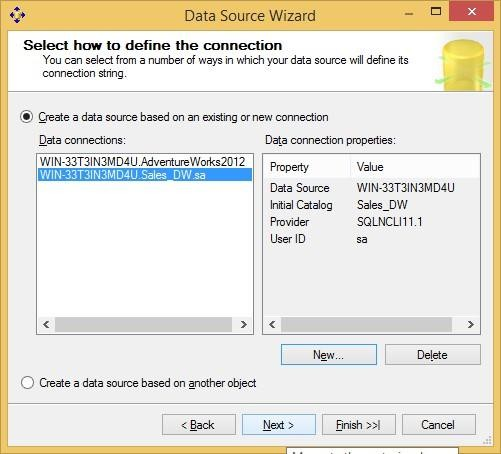 Data Source Wizard
Select how to define the connection
You can select from a number of ways in which your data source will define its
connection string.
Create a data source based on an existing or new connection
Data connections:
WIN-33T3IN3MD4U.AdventureWorks2012
WIN-33T3IN3MD4U.Sales_DW.sa
Data connection properties:
Property Value
Data Source WIN-33T3IN3MD4U
Initial Catalog Sales_DW
Provider SQLNCLI11.1
User ID sa
New... Delete
Create a data source based on another object
< Back Next > Finish >>| Cancel